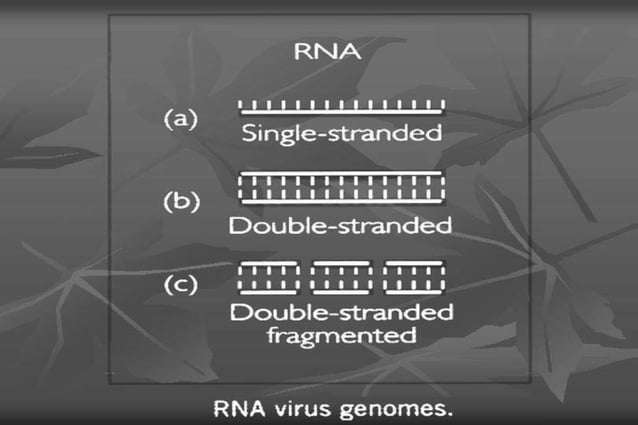 RNA
(a)
Single-stranded
(b)
Double-stranded
(c)
Double-stranded
fragmented
RNA virus genomes.